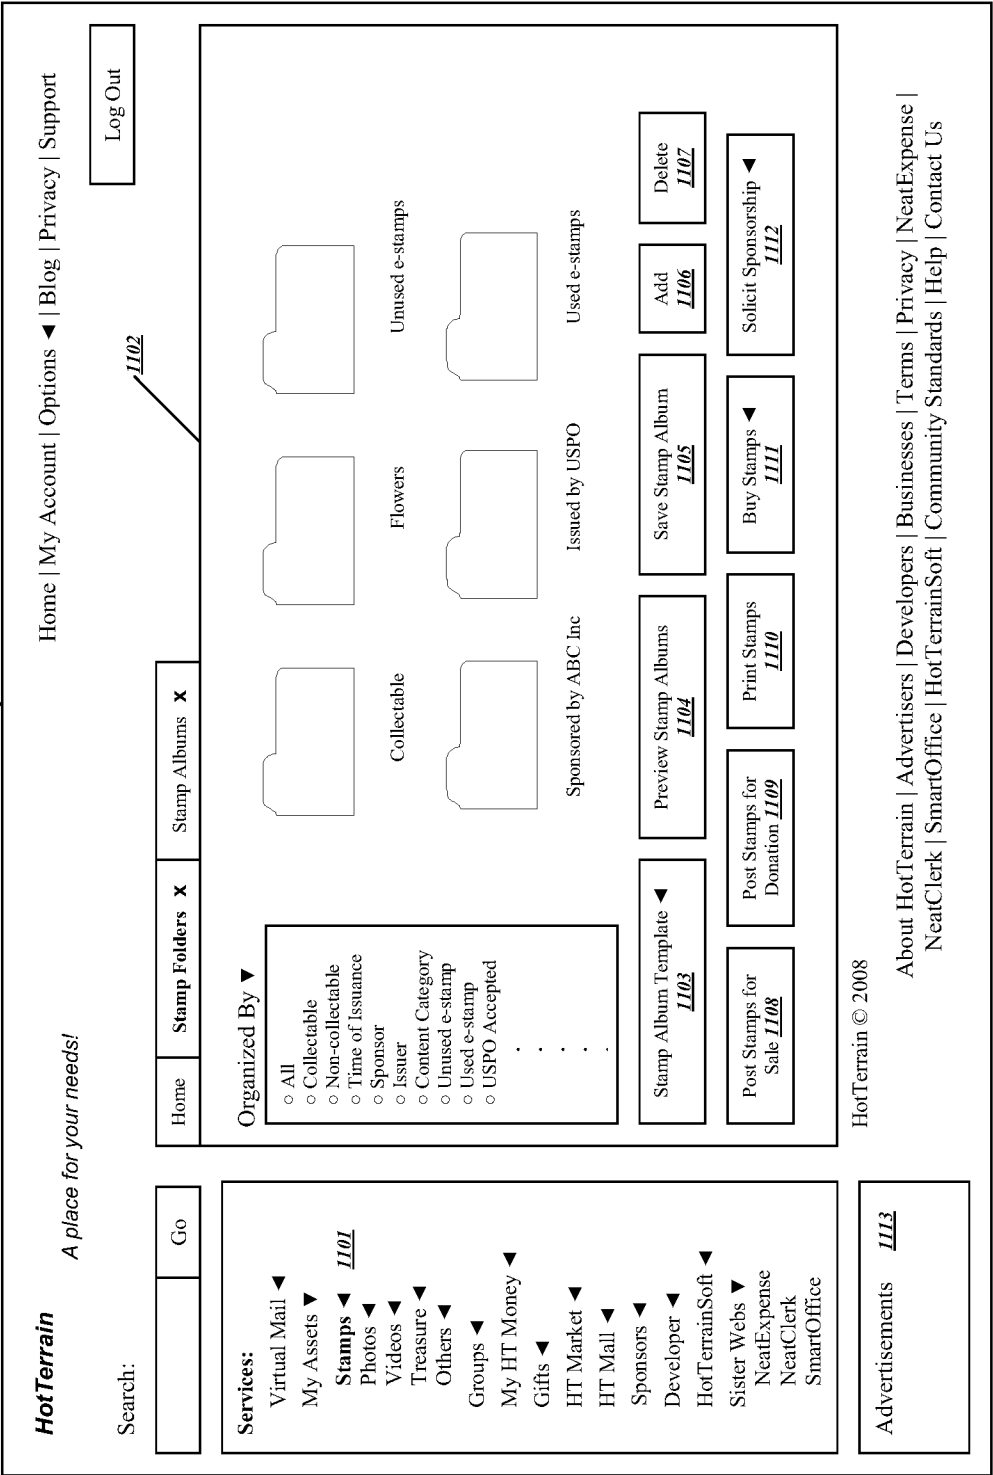 HotTerrain
A place for your needs!
Home | My Account | Options ◄ | Blog | Privacy | Support
Log Out
Search:
Go
Home
Stamp Folders X
Stamp Albums X
1102
Services:
Virtual Mail ◄
My Assets ▼
Stamps ◄ 1101
Photos ◄
Videos ◄
Treasure ◄
Others ◄
Groups ◄
My HT Money ◄
Gifts ◄
HT Market ◄
HT Mall ◄
Sponsors ◄
Developer ◄
HotTerrainSoft ◄
Sister Webs ▼
NeatExpense
NeatClerk
SmartOffice
Organized By ▼
○ All
○ Collectable
○ Non-collectable
○ Time of Issuance
○ Sponsor
○ Issuer
○ Content Category
○ Unused e-stamp
○ Used e-stamp
○ USPO Accepted
.
.
.
.
.
Collectable
Flowers
Unused e-stamps
Sponsored by ABC Inc
Issued by USPO
Used e-stamps
Stamp Album Template ◄
1103
Preview Stamp Albums
1104
Save Stamp Album
1105
Add
1106
Delete
1107
Post Stamps for
Sale 1108
Post Stamps for
Donation 1109
Print Stamps
1110
Buy Stamps ◄
1111
Solicit Sponsorship ◄
1112
Advertisements 1113
HotTerrain © 2008
About HotTerrain | Advertisers | Developers | Businesses | Terms | Privacy | NeatExpense |
NeatClerk | SmartOffice | HotTerrainSoft | Community Standards | Help | Contact Us